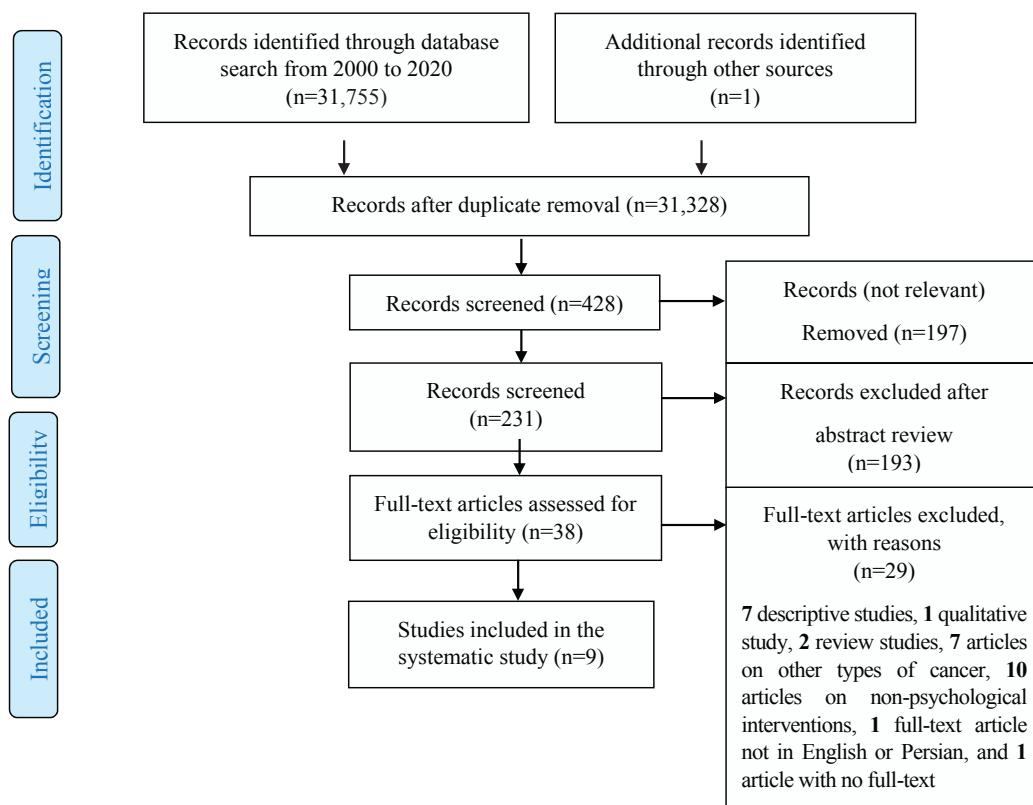 Identification
Records identified through database
search from 2000 to 2020
(n=31,755)
Additional records identified
through other sources
(n=1)
Records after duplicate removal (n=31,328)
Screening
Records screened (n=428)
Records (not relevant)
Removed (n=197)
Records screened
(n=231)
Records excluded after
abstract review
(n=193)
Eligibility
Full-text articles assessed for
eligibility (n=38)
Full-text articles excluded,
with reasons
(n=29)
7 descriptive studies, 1 qualitative
study, 2 review studies, 7 articles
on other types of cancer, 10
articles on non-psychological
interventions, 1 full-text article
not in English or Persian, and 1
article with no full-text
Included
Studies included in the
systematic study (n=9)